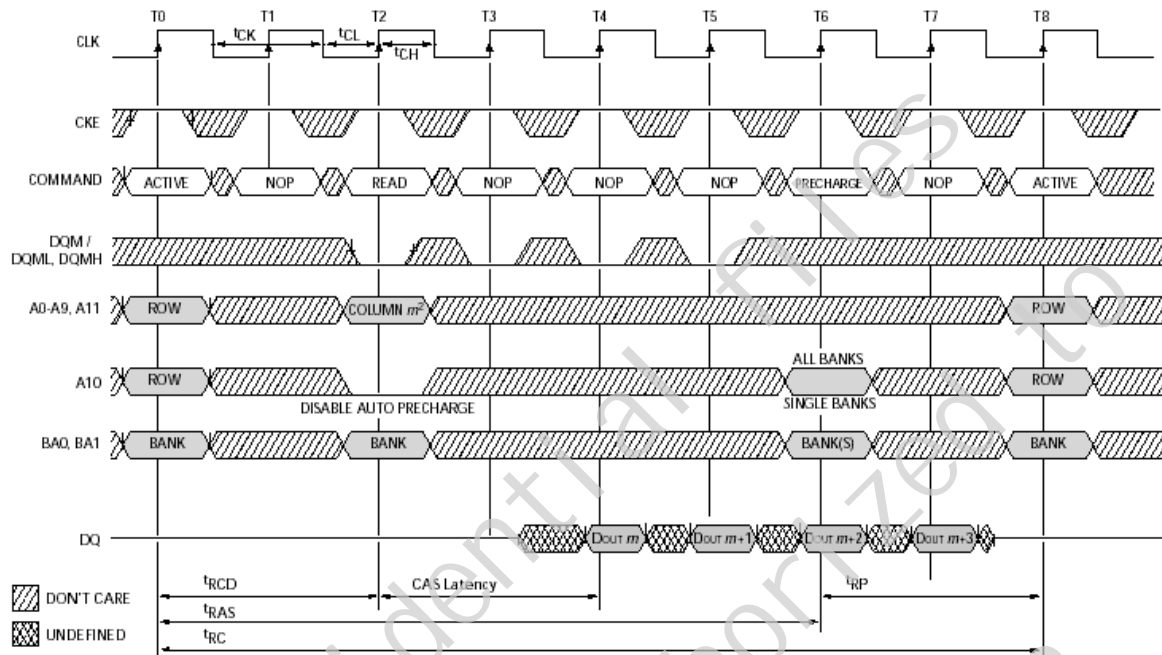 T0 T1 T2 T3 T4 T5 T6 T7 T8
CLK tCK tCL tCH
CKE
COMMAND ACTIVE NOP READ NOP NOP NOP PRECHARGE NOP ACTIVE
DQM /
DQML, DQMH
A0-A9, A11 ROW COLUMN m2 ROW
ALL BANKS
A10 ROW ROW
DISABLE AUTO PRECHARGE SINGLE BANKS
BA0, BA1 BANK BANK BANK(S) BANK
DQ DOUT m DOUT m+1 DOUT m+2 DOUT m+3
tRCD CAS Latency tRP
DON'T CARE
tRAS
UNDEFINED
tRC